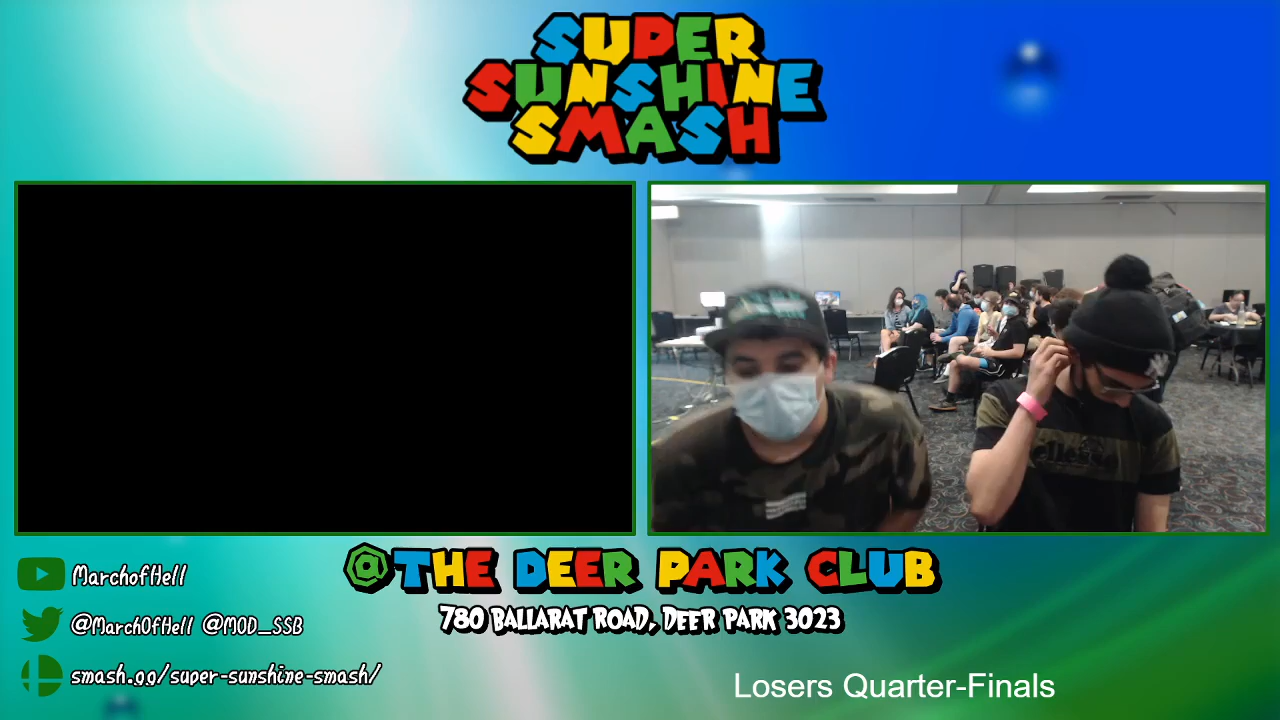 SUPER
SUNSHINE
SMASH
ellesse
@THE DEER PARK CLUB
780 BALLARAT ROAD, DEER PARK 3023
MarchofHell
@MarchOfHell @MOD_SSB
smash.gg/super-sunshine-smash/
Losers Quarter-Finals